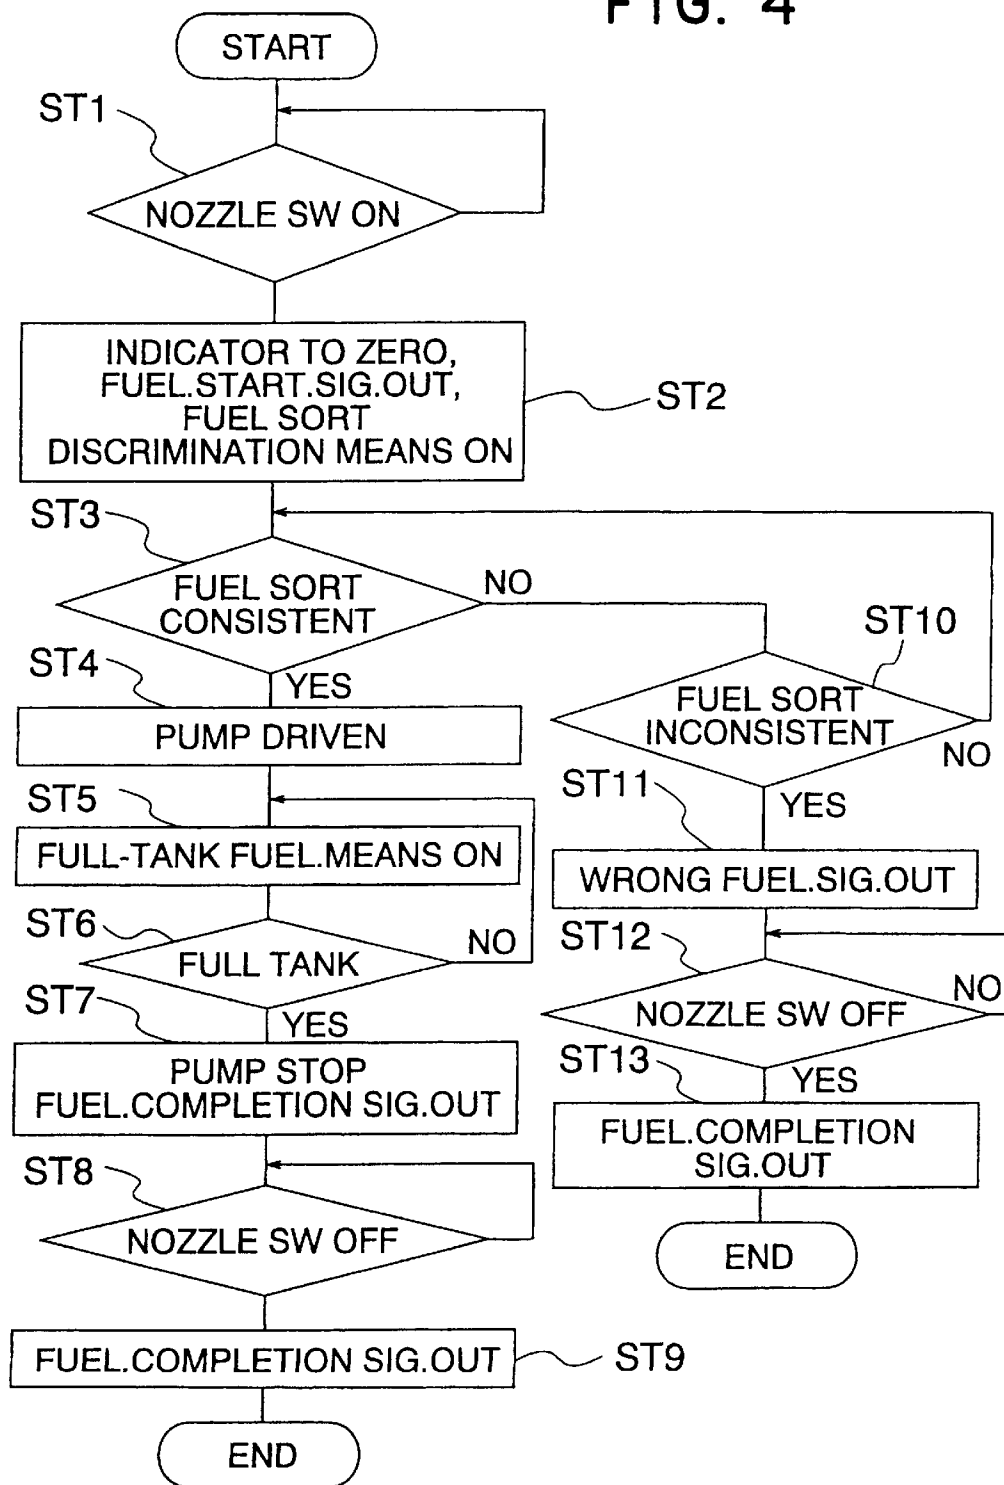 FIG. 4
START
ST1
NOZZLE SW ON
INDICATOR TO ZERO,
FUEL.START.SIG.OUT,
FUEL SORT
DISCRIMINATION MEANS ON
ST2
ST3
FUEL SORT
CONSISTENT
NO
YES
ST4
PUMP DRIVEN
ST5
FULL-TANK FUEL.MEANS ON
ST6
FULL TANK
NO
YES
ST7
PUMP STOP
FUEL.COMPLETION SIG.OUT
ST8
NOZZLE SW OFF
FUEL.COMPLETION SIG.OUT
ST9
END
ST10
FUEL SORT
INCONSISTENT
NO
YES
ST11
WRONG FUEL.SIG.OUT
ST12
NOZZLE SW OFF
NO
YES
ST13
FUEL.COMPLETION
SIG.OUT
END